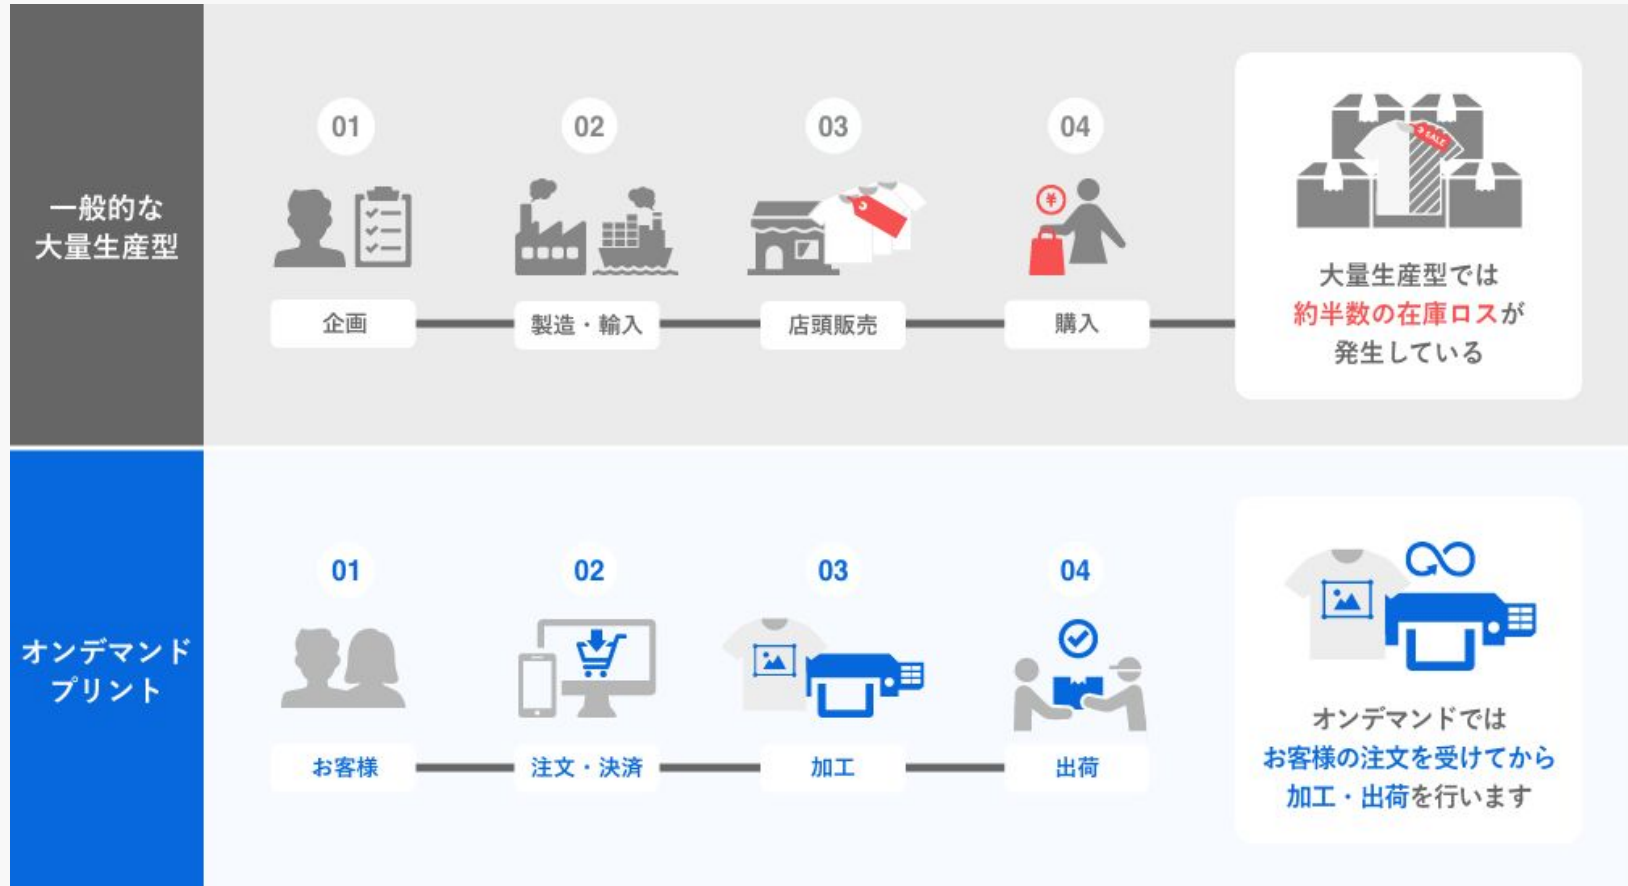 一般的な
大量生産型
01
02
03
04
¥
SALE
企画
製造・輸入
店頭販売
購入
大量生産型では
約半数の在庫ロスが
発生している
オンデマンド
プリント
01
02
03
04
お客様
注文・決済
加工
出荷
オンデマンドでは
お客様の注文を受けてから
加工・出荷を行います